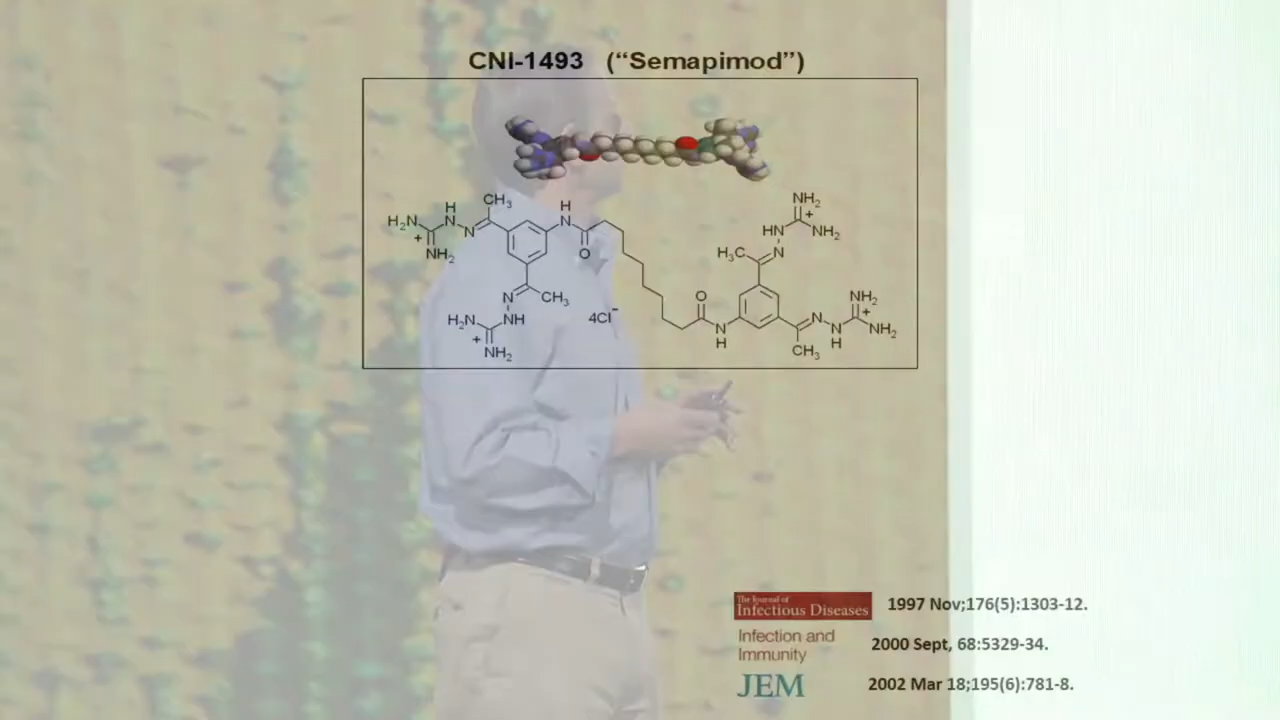 CNI-1493 (“Semapimod”)
CH₃
H
H₂N
N
N
+
NH₂
H
N
O
N
CH₃
H₂N
NH
+
NH₂
4Cl⁻
NH₂
+
HN
NH₂
H₃C
N
O
N
H
NH₂
+
N
N
H
NH₂
CH₃
The Journal of
Infectious Diseases 1997 Nov;176(5):1303-12.
Infection and
Immunity 2000 Sept, 68:5329-34.
JEM 2002 Mar 18;195(6):781-8.